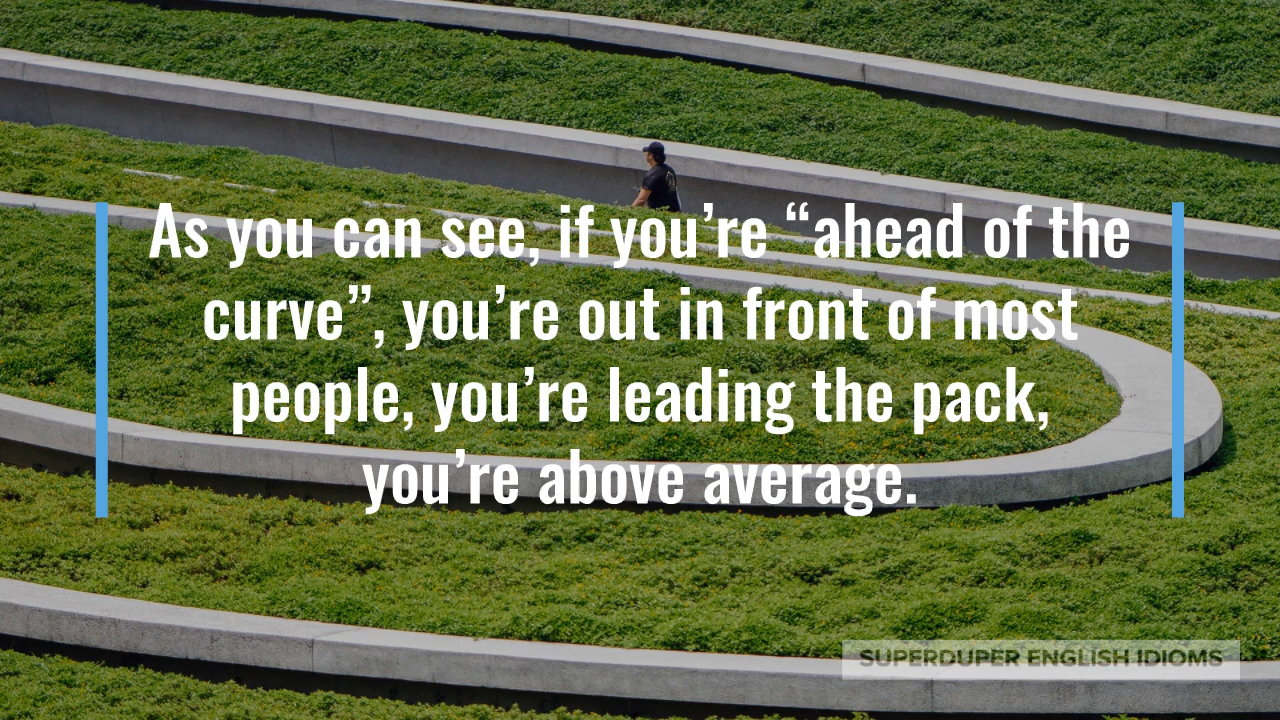 As you can see, if you’re “ahead of the
curve”, you’re out in front of most
people, you’re leading the pack,
you’re above average.
SUPERDUPER ENGLISH IDIOMS